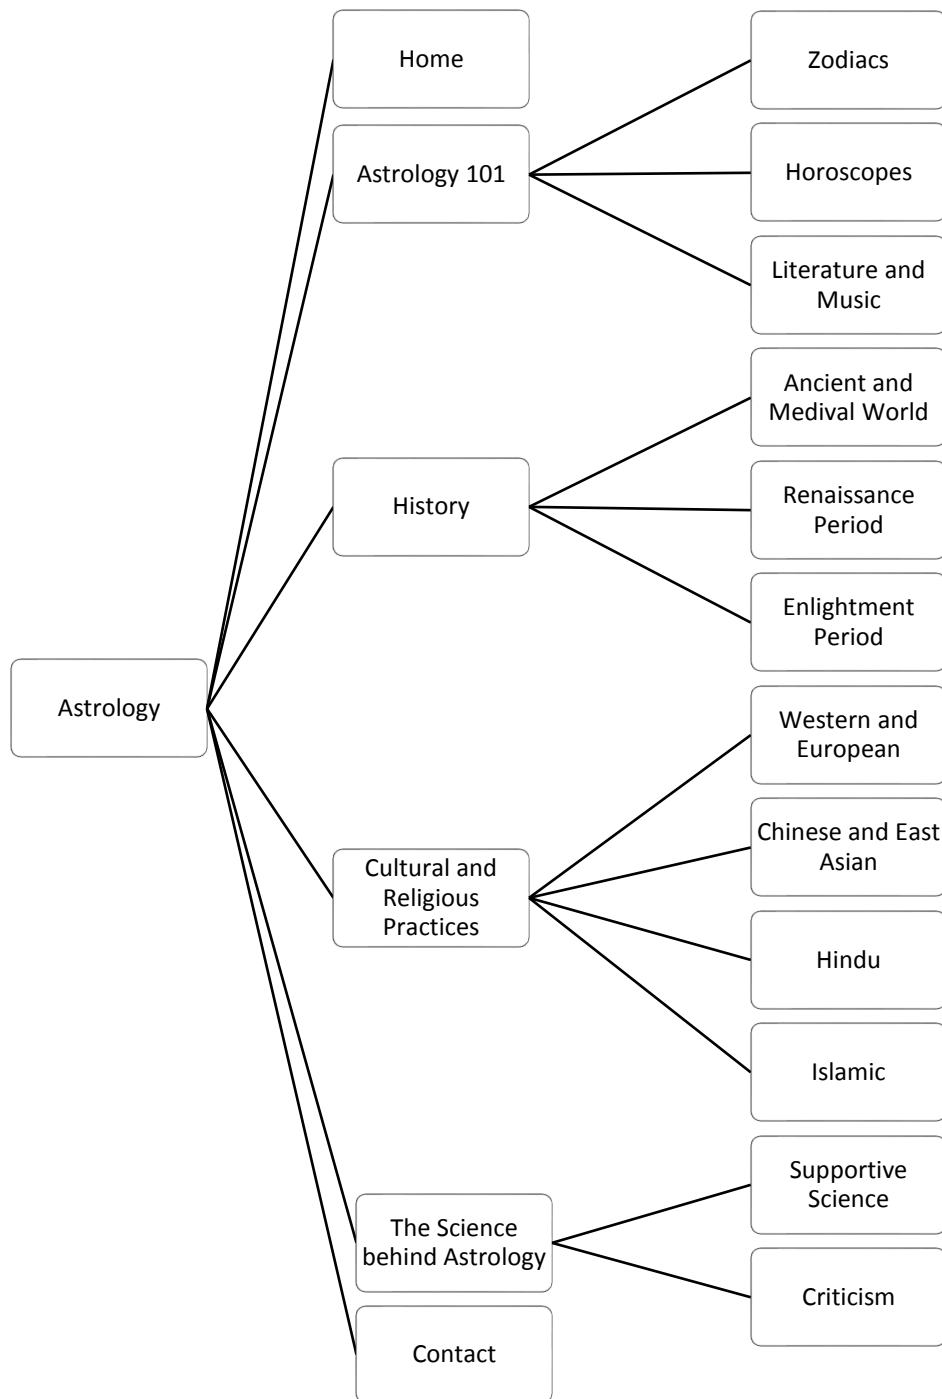 Home
Astrology 101
Zodiacs
Horoscopes
Literature and
Music
History
Ancient and
Medival World
Renaissance
Period
Enlightment
Period
Astrology
Cultural and
Religious
Practices
Western and
European
Chinese and East
Asian
Hindu
Islamic
The Science
behind Astrology
Supportive
Science
Criticism
Contact